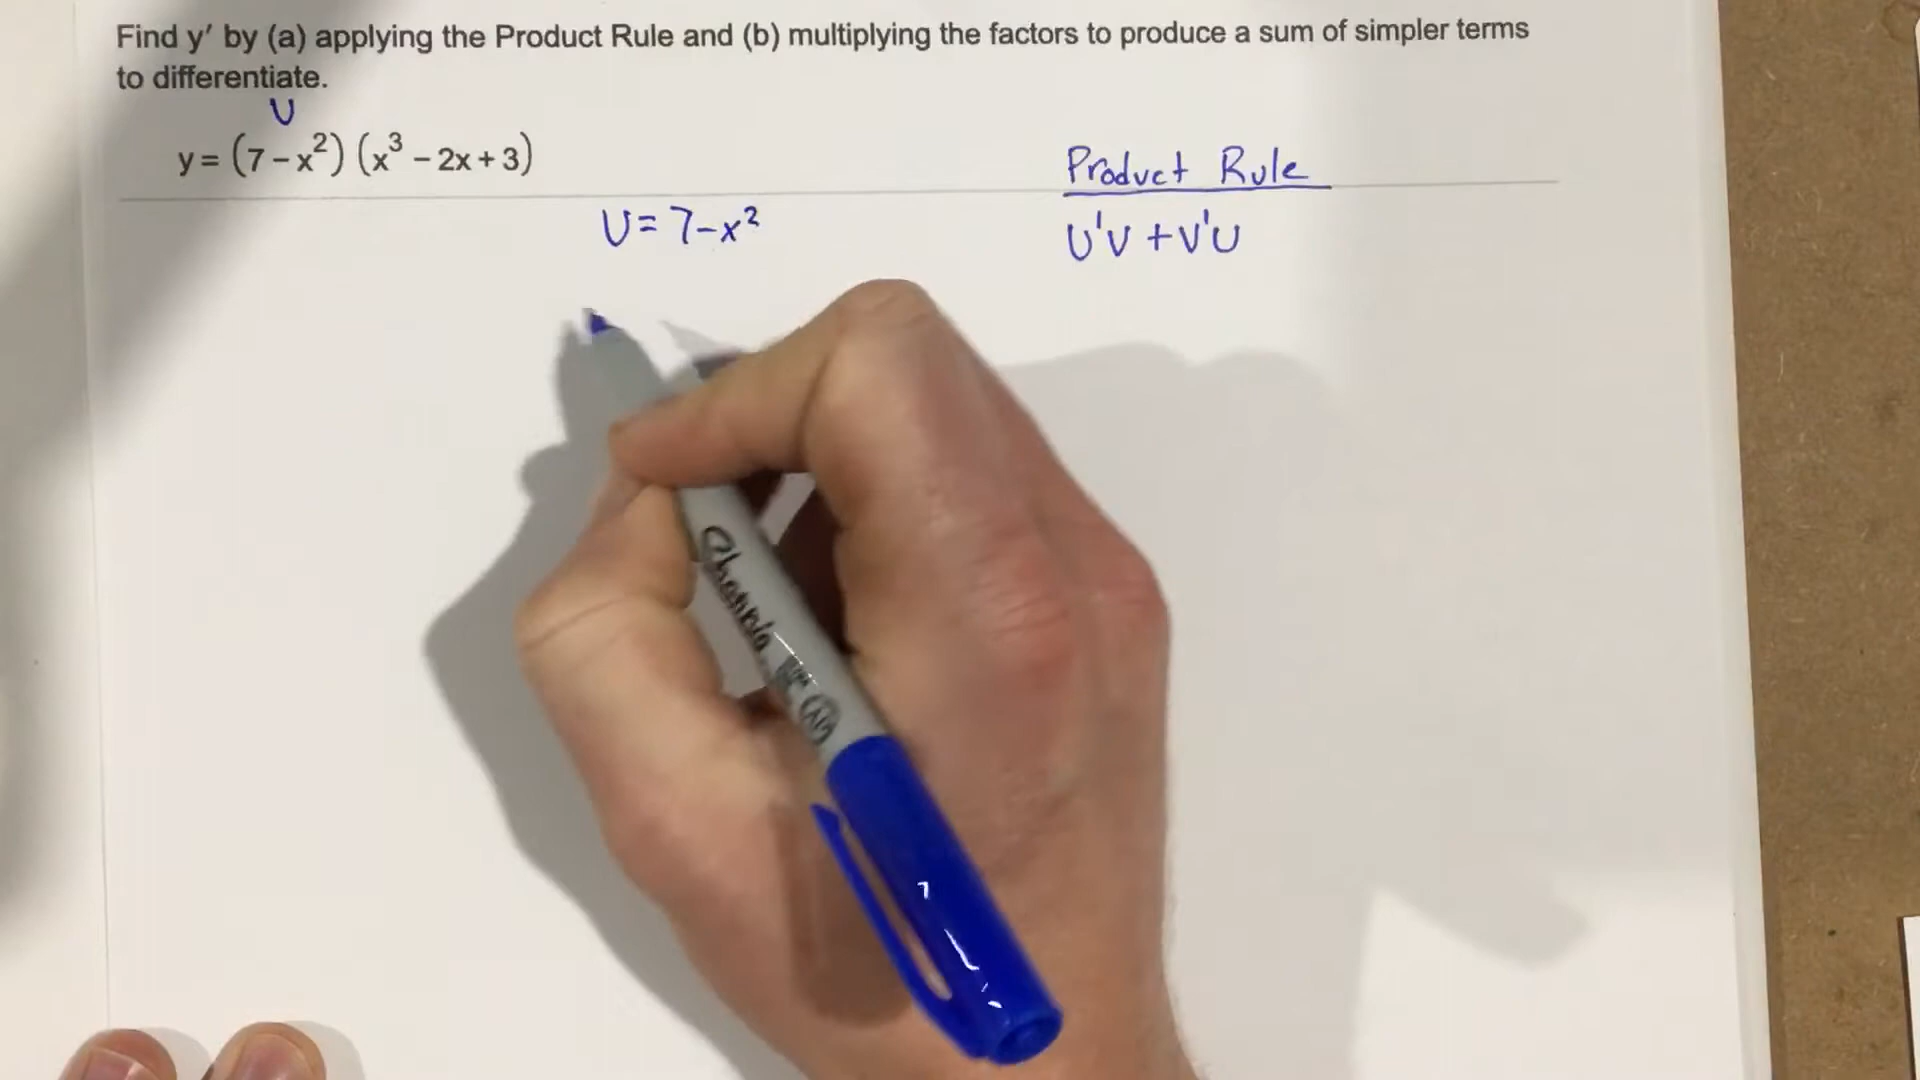 Find y′ by (a) applying the Product Rule and (b) multiplying the factors to produce a sum of simpler terms
to differentiate.
U
y = (7 − x²) (x³ − 2x + 3)
Product Rule
U = 7 − x²
U'V + V'U
Sharpie